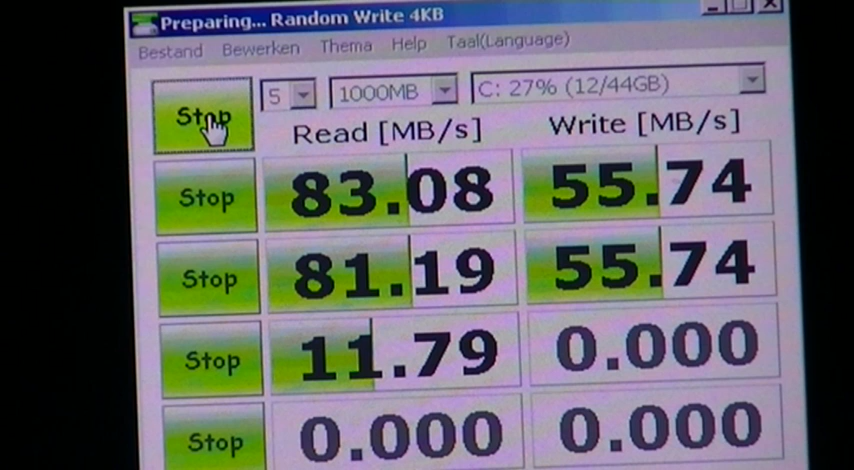 Preparing... Random Write 4KB
Bestand Bewerken Thema Help Taal(Language)
Stop 5 1000MB C: 27% (12/44GB)
Read [MB/s] Write [MB/s]
Stop 83.08 55.74
Stop 81.19 55.74
Stop 11.79 0.000
Stop 0.000 0.000